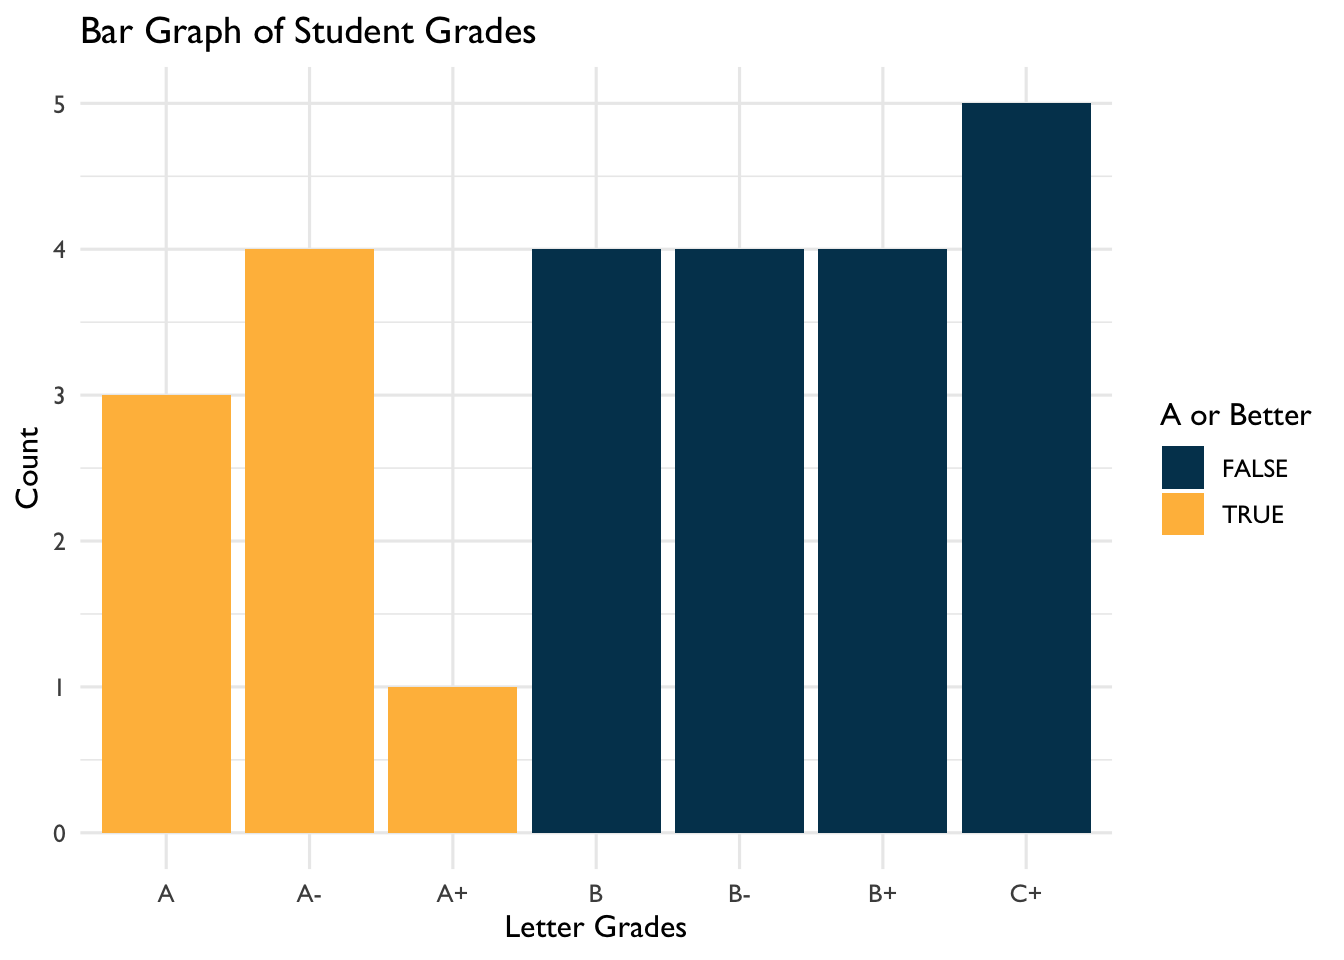 Bar Graph of Student Grades
5
4
3
2
1
0
Count
A A- A+ B B- B+ C+
Letter Grades
A or Better
FALSE
TRUE